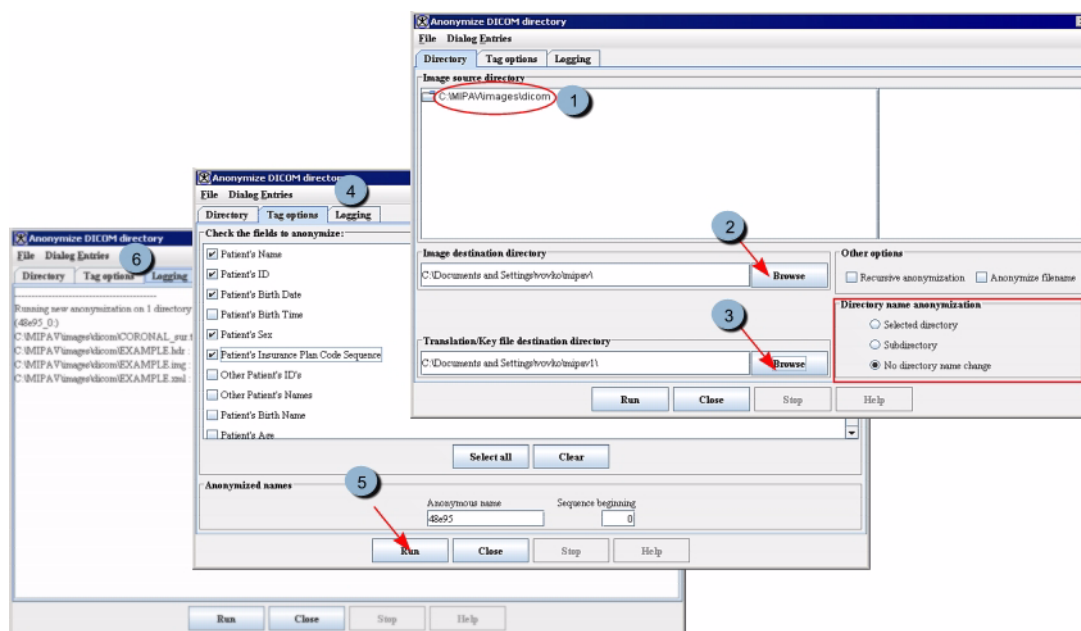 Anonymize DICOM directory
File Dialog Entries
Directory Tag options Logging
Image source directory
C:\MIPAV\images\dicom
1
2
Image destination directory
C:\Documents and Settings\vovko\mipav\
Browse
Other options
Recursive anonymization Anonymize filename
3
Translation/Key file destination directory
C:\Documents and Settings\vovko\mipav1\
Browse
Directory name anonymization
Selected directory
Subdirectory
No directory name change
Run Close Stop Help
Anonymize DICOM directory
4
File Dialog Entries
Directory Tag options Logging
Check the fields to anonymize:
Patient's Name
Patient's ID
Patient's Birth Date
Patient's Birth Time
Patient's Sex
Patient's Insurance Plan Code Sequence
Other Patient's ID's
Other Patient's Names
Patient's Birth Name
Patient's Age
Select all Clear
Anonymized names
5
Anonymous name Sequence beginning
48e95 0
Run Close Stop Help
Anonymize DICOM directory
6
File Dialog Entries
Directory Tag options Logging
Running new anonymization on 1 directory
(48e95_0:)
C:\MIPAV\images\dicom\CORONAL_sur
C:\MIPAV\images\dicom\EXAMPLE.hdr :
C:\MIPAV\images\dicom\EXAMPLE.img :
C:\MIPAV\images\dicom\EXAMPLE.xml :
Run Close Stop Help